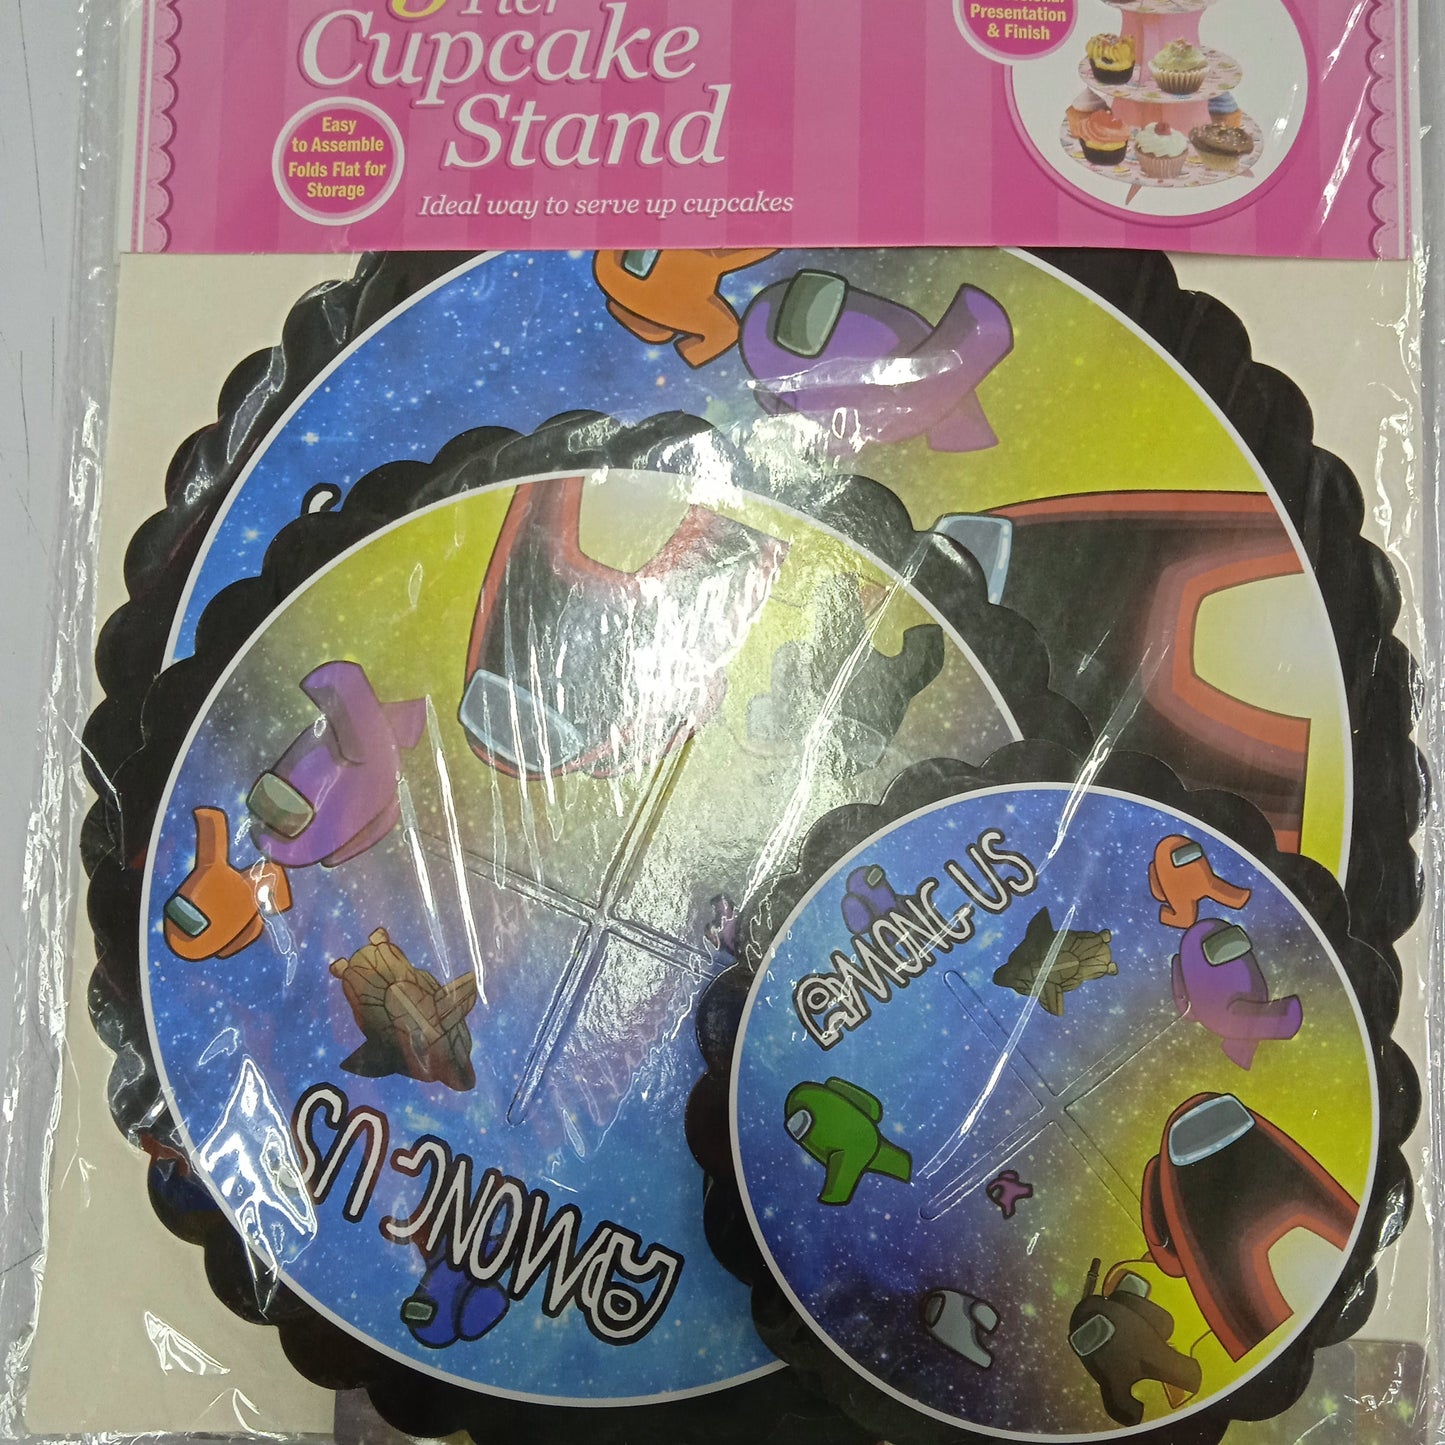 Tier
Cupcake
Stand
Easy
to Assemble
Folds Flat for
Storage
Ideal way to serve up cupcakes
Presentation
& Finish
AMONG US
AMONG US